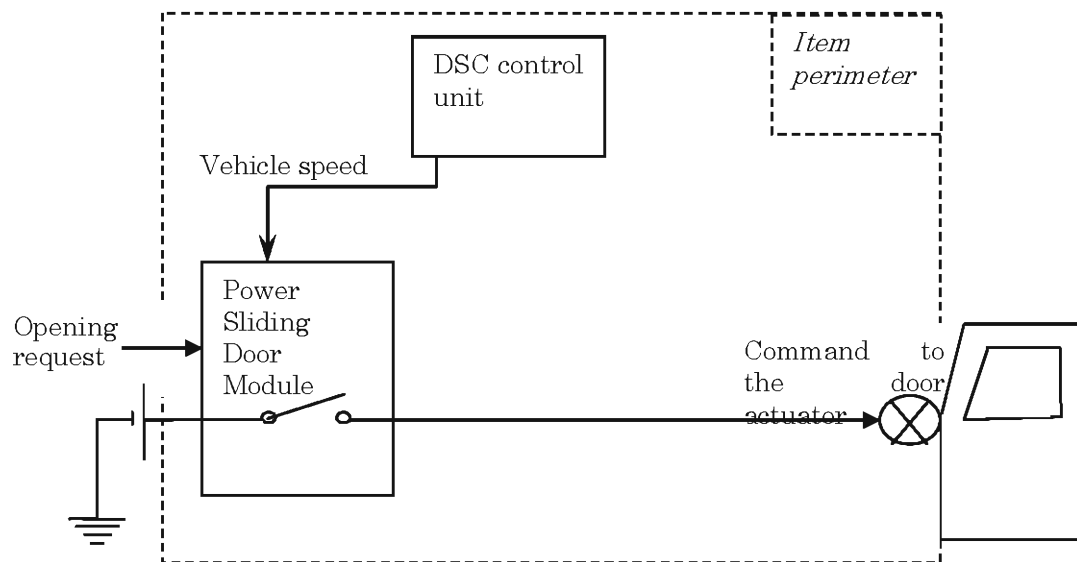 Item
perimeter
DSC control
unit
Vehicle speed
Power
Sliding
Door
Module
Opening
request
Command to
the door
actuator